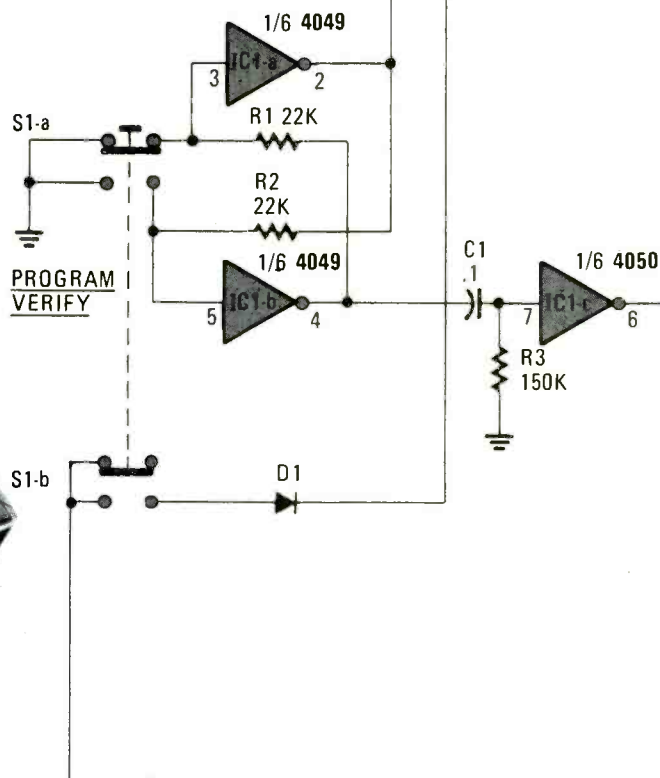 1/6 4049
IC1-a
3
2
R1 22K
S1-a
R2
22K
1/6 4049
C1
.1
1/6 4050
PROGRAM
VERIFY
IC1-b
5
4
IC1-c
7
6
R3
150K
S1-b
D1